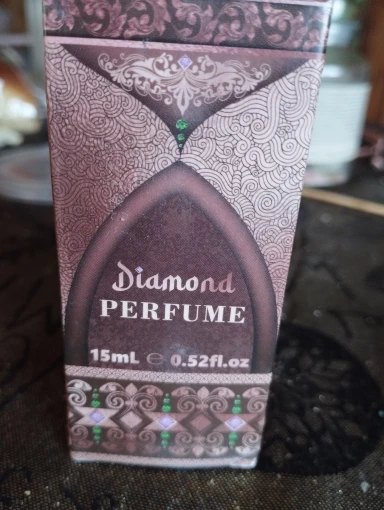 Diamond
PERFUME
15mL ℮ 0.52fl.oz